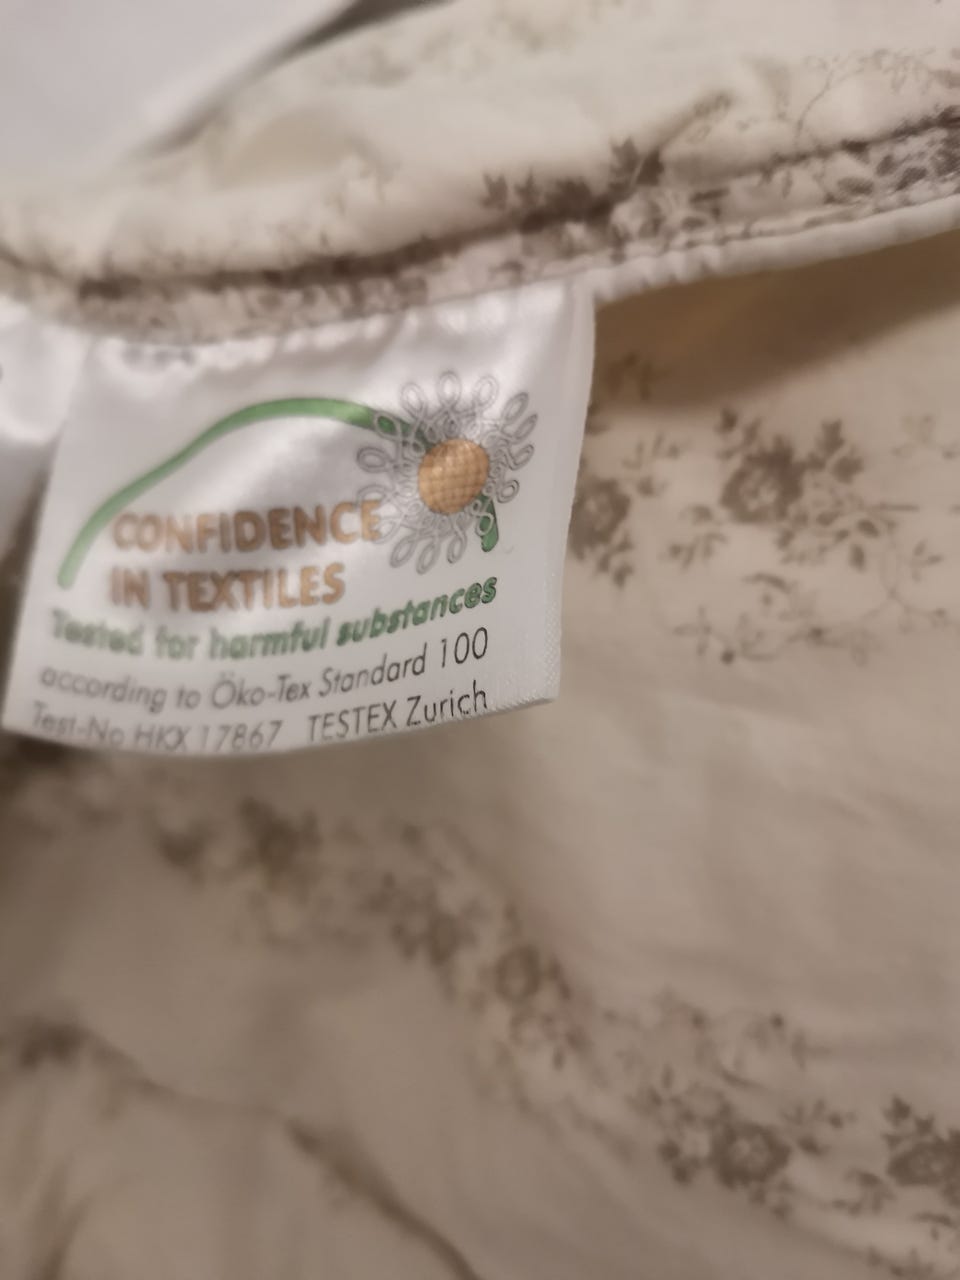 CONFIDENCE
IN TEXTILES
Tested for harmful substances
according to Öko-Tex Standard 100
Test-No HKX 17867 TESTEX Zurich